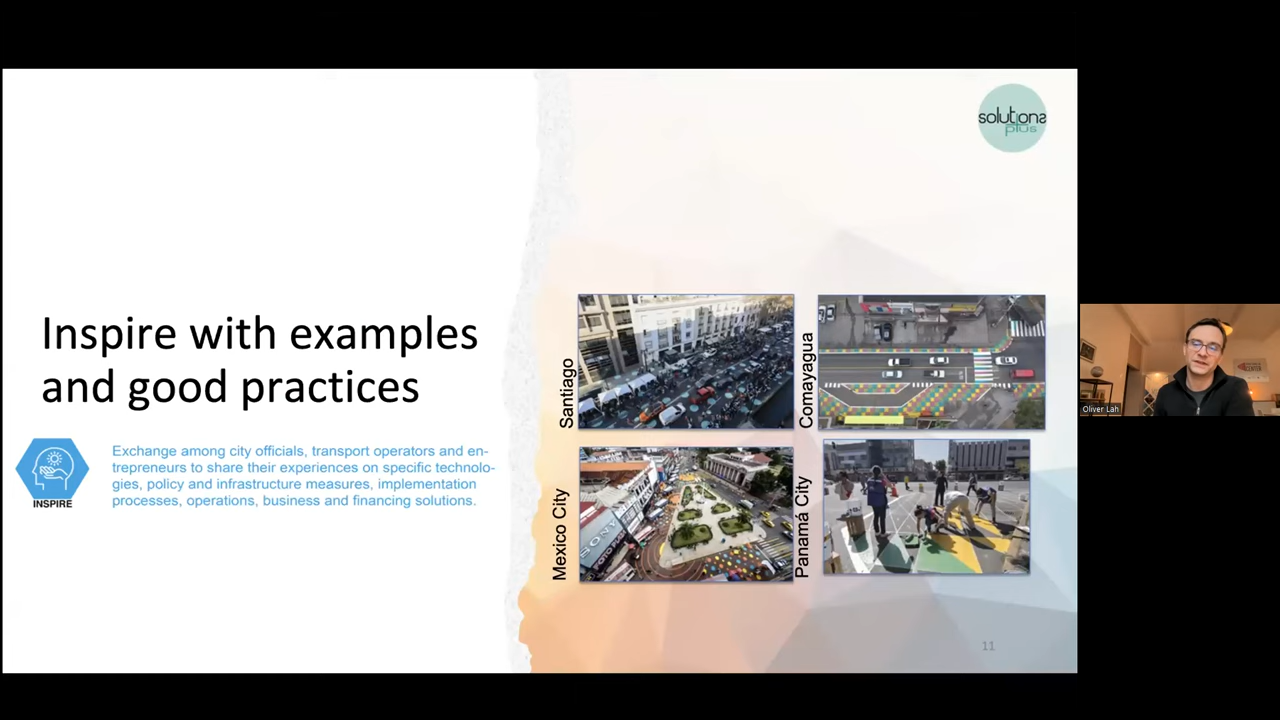 solutions
plus
Inspire with examples
and good practices
INSPIRE
Exchange among city officials, transport operators and en-
trepreneurs to share their experiences on specific technolo-
gies, policy and infrastructure measures, implementation
processes, operations, business and financing solutions.
Santiago
Comayagua
Mexico City
Panamá City
11
CENTER
Oliver Lah